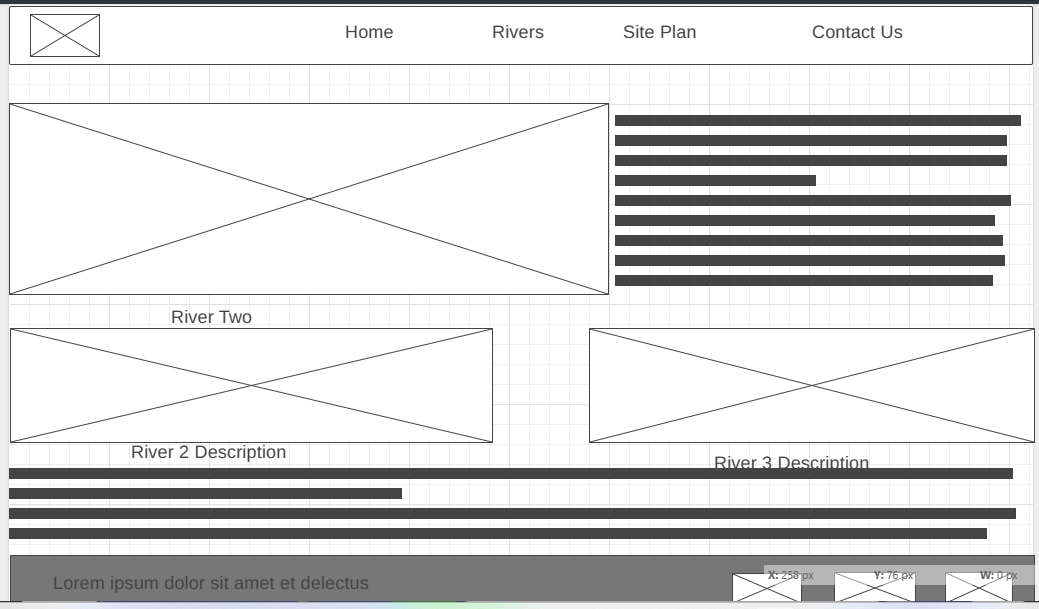 Home Rivers Site Plan Contact Us
River Two
River 2 Description
River 3 Description
Lorem ipsum dolor sit amet et delectus
X: 258 px Y: 76 px W: 0 px